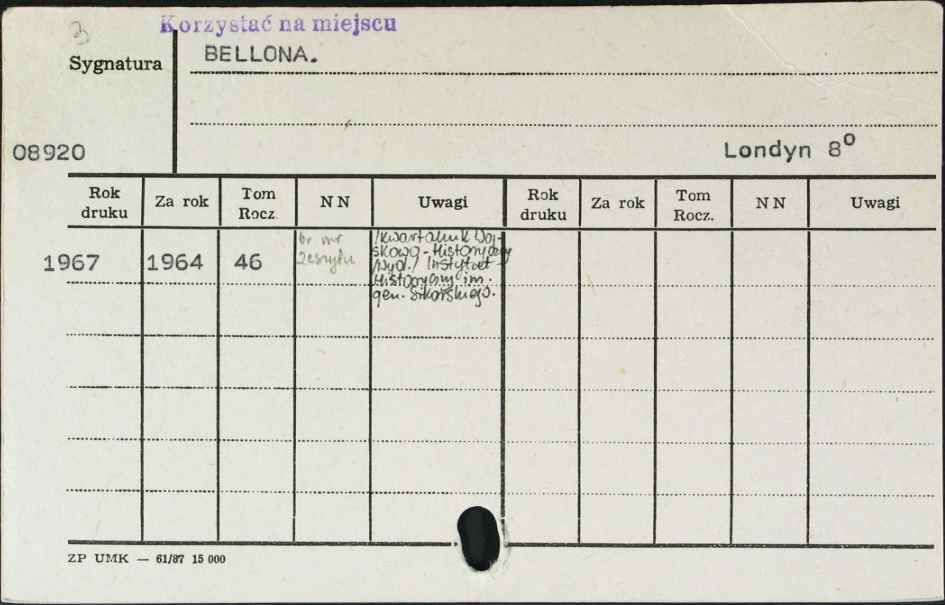 3
Korzystać na miejscu
Sygnatura
BELLONA.
08920
Londyn 8⁰
Rok druku Za rok Tom Rocz. N N Uwagi Rok druku Za rok Tom Rocz. N N Uwagi
1967 1964 46 br nr zeszytu
/kwartalnik Woj-
skowo-Historyczny
/wyd./ Instytut
Historyczny im.
gen. Sikorskiego.
ZP UMK — 61/87 15 000